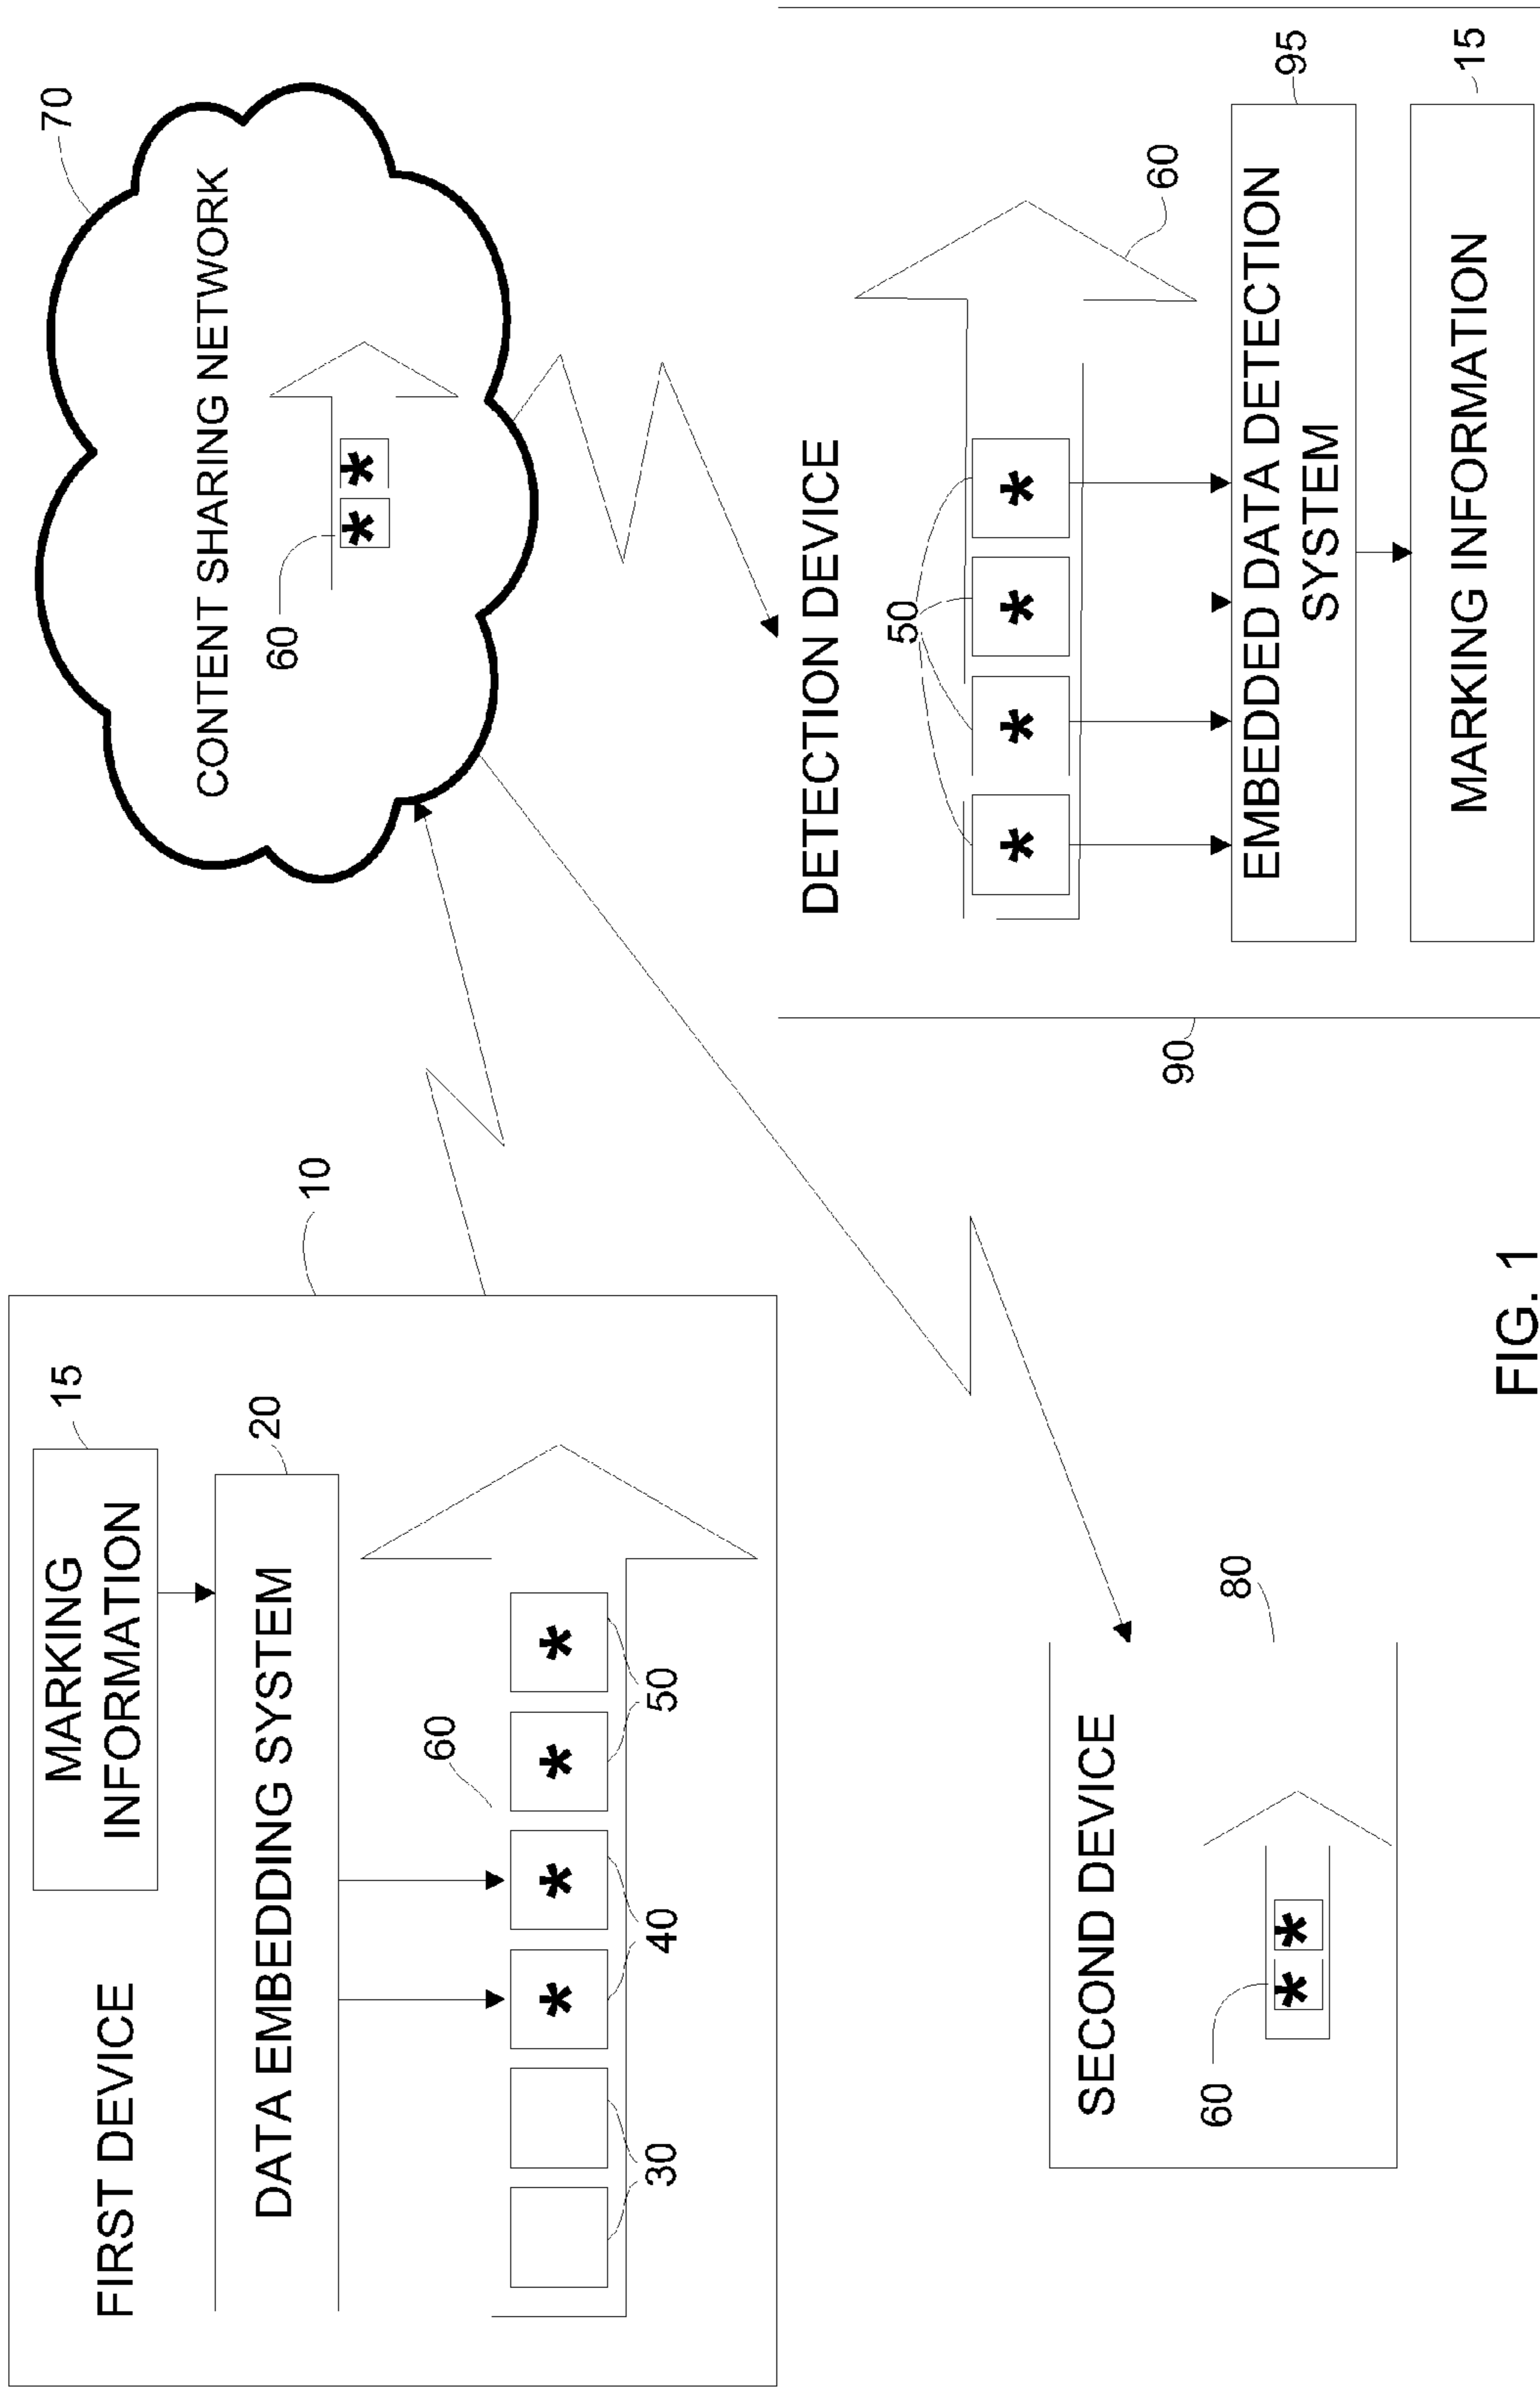 FIRST DEVICE
MARKING
INFORMATION
15
10
DATA EMBEDDING SYSTEM
20
60
* * * *
30
40
50
70
CONTENT SHARING NETWORK
60
* *
SECOND DEVICE
80
60
* *
DETECTION DEVICE
50
* * * *
60
90
EMBEDDED DATA DETECTION
SYSTEM
95
MARKING INFORMATION
15
FIG. 1